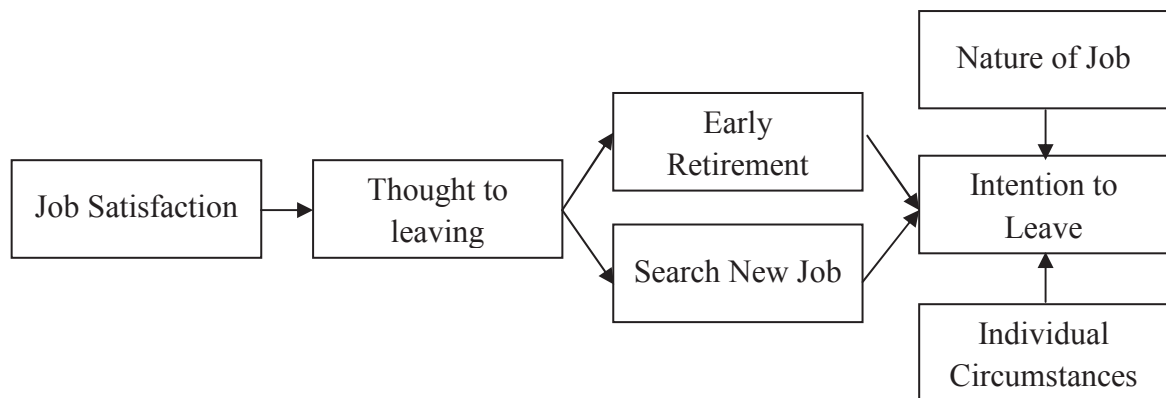 Nature of Job
Early
Retirement
Job Satisfaction
Thought to
leaving
Intention to
Leave
Search New Job
Individual
Circumstances